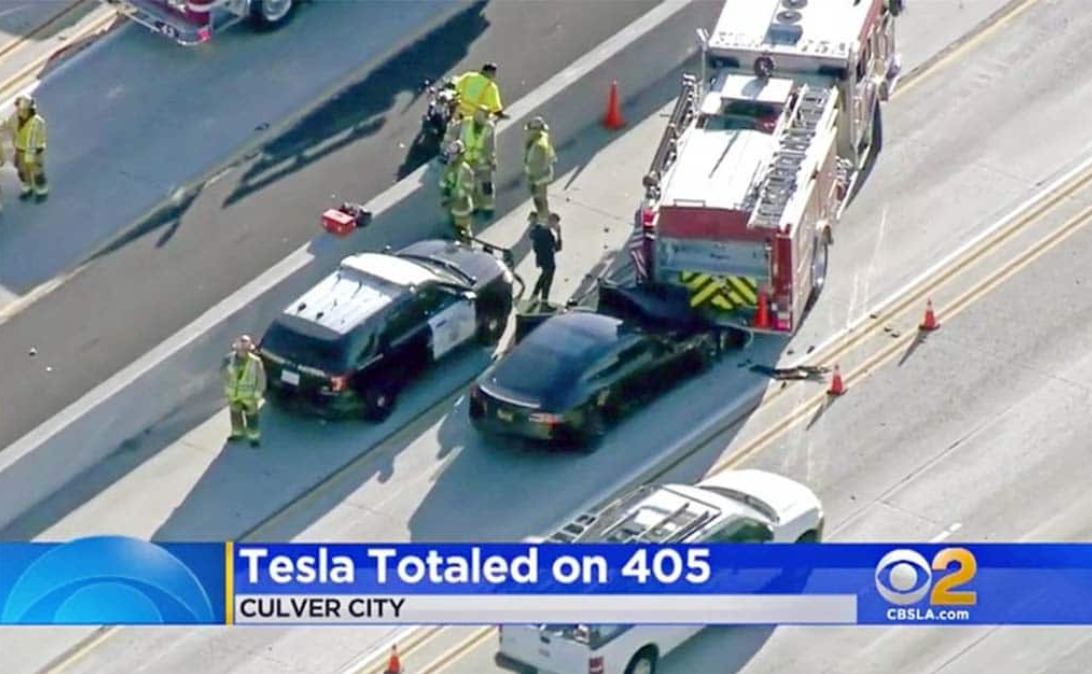 Tesla Totaled on 405
CULVER CITY
2
CBSLA.com